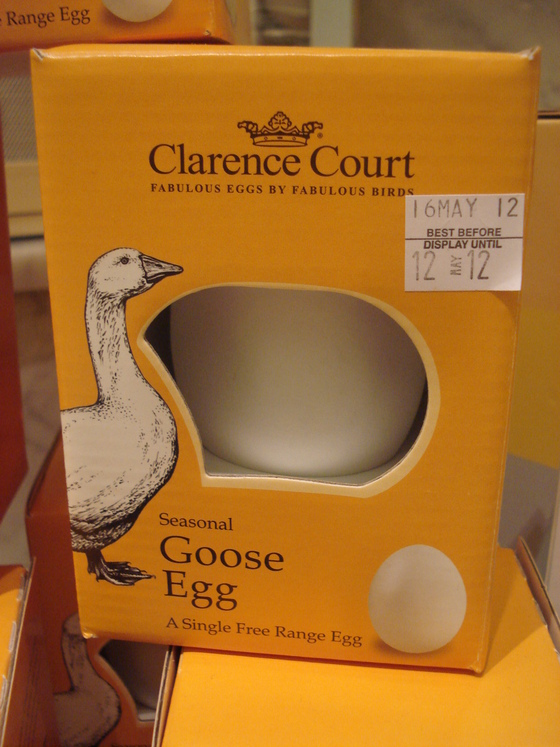 Range Egg
Clarence Court
FABULOUS EGGS BY FABULOUS BIRDS
16MAY 12
BEST BEFORE
DISPLAY UNTIL
12 MAY 12
Seasonal
Goose
Egg
A Single Free Range Egg